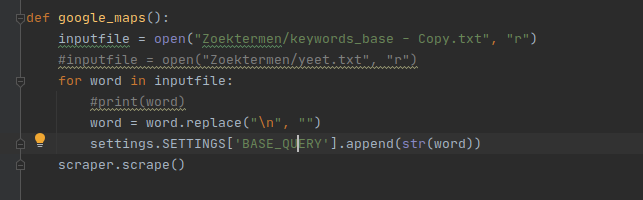 def google_maps():
    inputfile = open("Zoektermen/keywords_base - Copy.txt", "r")
    #inputfile = open("Zoektermen/yeet.txt", "r")
    for word in inputfile:
        #print(word)
        word = word.replace("\n", "")
        settings.SETTINGS['BASE_QUERY'].append(str(word))
    scraper.scrape()